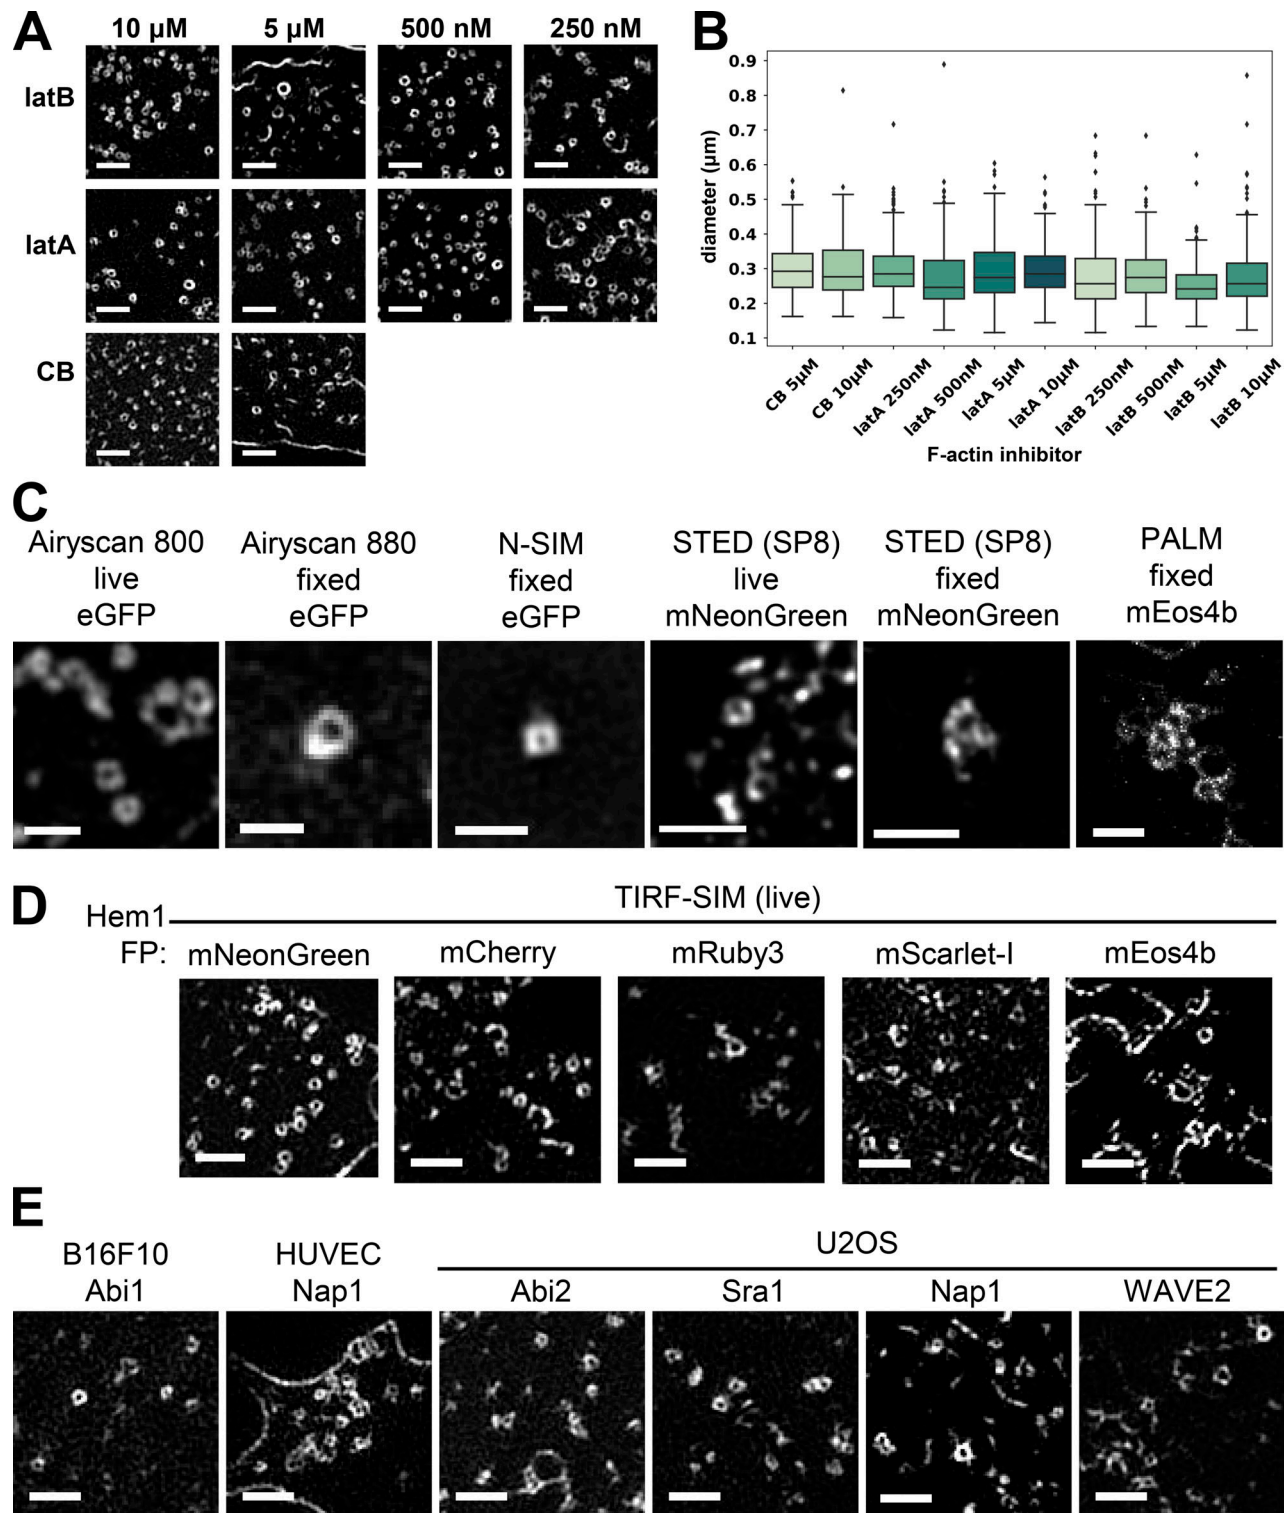 A
10 µM 5 µM 500 nM 250 nM
latB
latA
CB
B
0.9
0.8
0.7
0.6
0.5
0.4
0.3
0.2
0.1
diameter (µm)
CB 5µM
CB 10µM
latA 250nM
latA 500nM
latA 5µM
latA 10µM
latB 250nM
latB 500nM
latB 5µM
latB 10µM
F-actin inhibitor
C
Airyscan 800
live
eGFP
Airyscan 880
fixed
eGFP
N-SIM
fixed
eGFP
STED (SP8)
live
mNeonGreen
STED (SP8)
fixed
mNeonGreen
PALM
fixed
mEos4b
D
Hem1
TIRF-SIM (live)
FP: mNeonGreen mCherry mRuby3 mScarlet-I mEos4b
E
B16F10
Abi1
HUVEC
Nap1
U2OS
Abi2 Sra1 Nap1 WAVE2